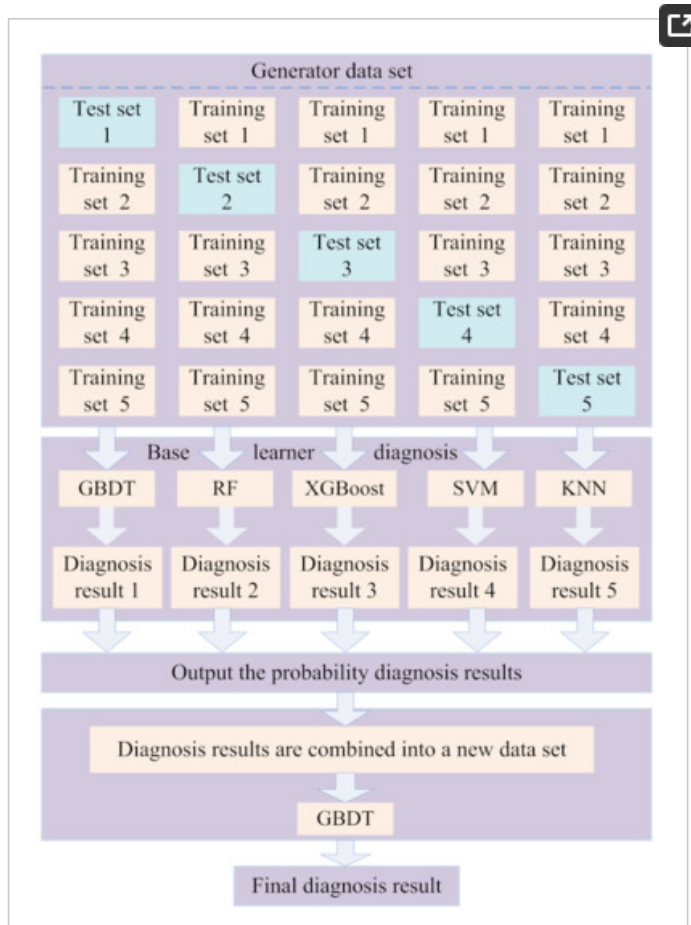 Generator data set
Test set Training Training Training Training
1 set 1 set 1 set 1 set 1
Training Test set Training Training Training
set 2 2 set 2 set 2 set 2
Training Training Test set Training Training
set 3 set 3 3 set 3 set 3
Training Training Training Test set Training
set 4 set 4 set 4 4 set 4
Training Training Training Training Test set
set 5 set 5 set 5 set 5 5
Base learner diagnosis
GBDT RF XGBoost SVM KNN
Diagnosis Diagnosis Diagnosis Diagnosis Diagnosis
result 1 result 2 result 3 result 4 result 5
Output the probability diagnosis results
Diagnosis results are combined into a new data set
GBDT
Final diagnosis result